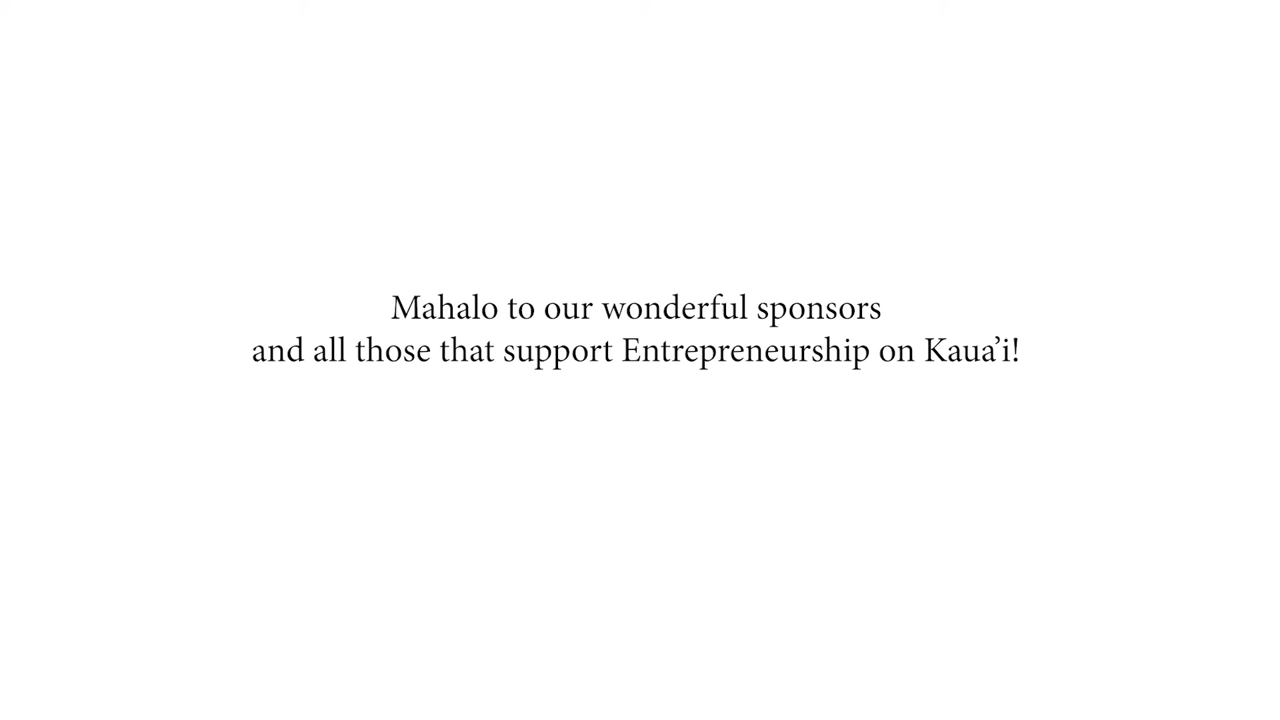 Mahalo to our wonderful sponsors
and all those that support Entrepreneurship on Kaua’i!